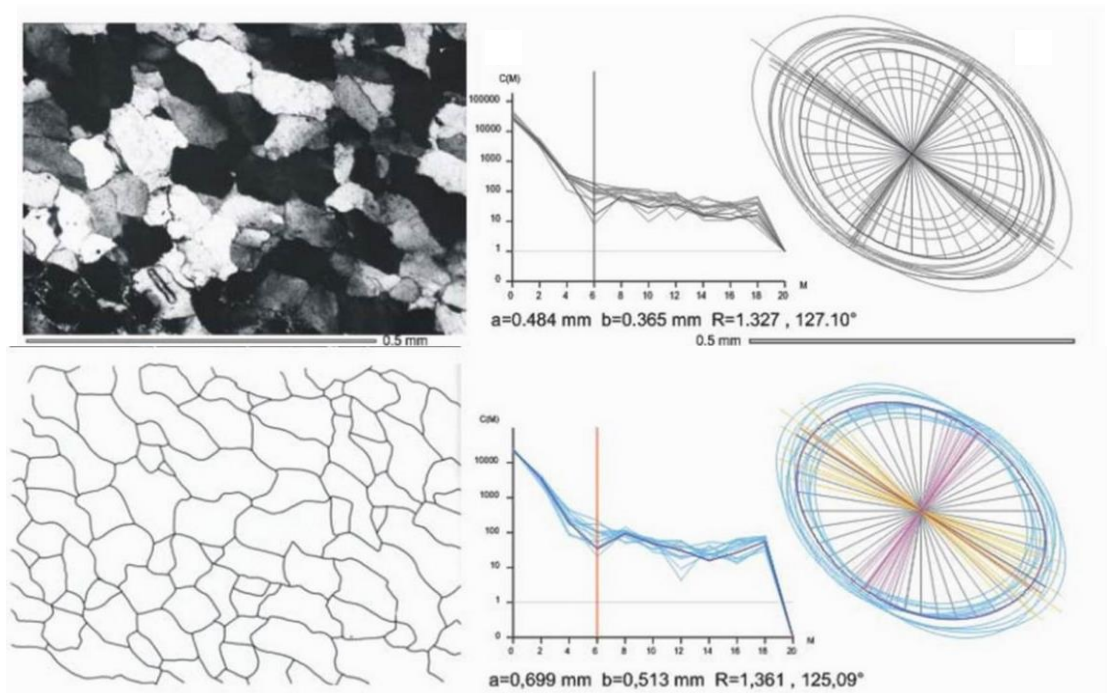 C(M)
100000
10000
1000
100
10
1
0
0 2 4 6 8 10 12 14 16 18 20 M
a=0.484 mm b=0.365 mm R=1.327 , 127.10°
0.5 mm 0.5 mm
C(M)
10000
1000
100
10
1
0
0 2 4 6 8 10 12 14 16 18 20 M
a=0,699 mm b=0,513 mm R=1,361 , 125,09°